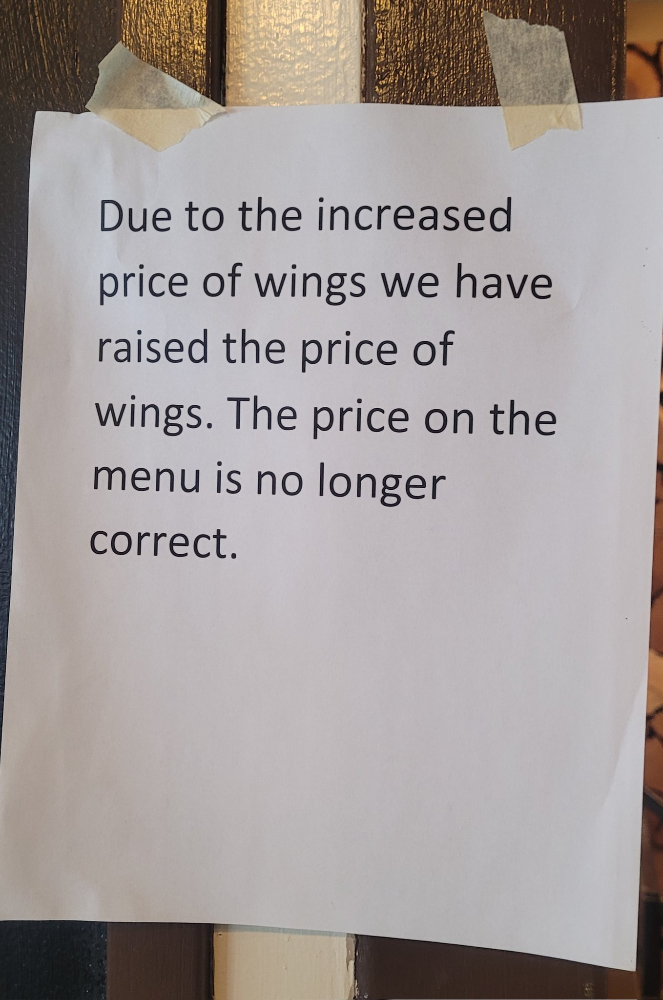 Due to the increased
price of wings we have
raised the price of
wings. The price on the
menu is no longer
correct.